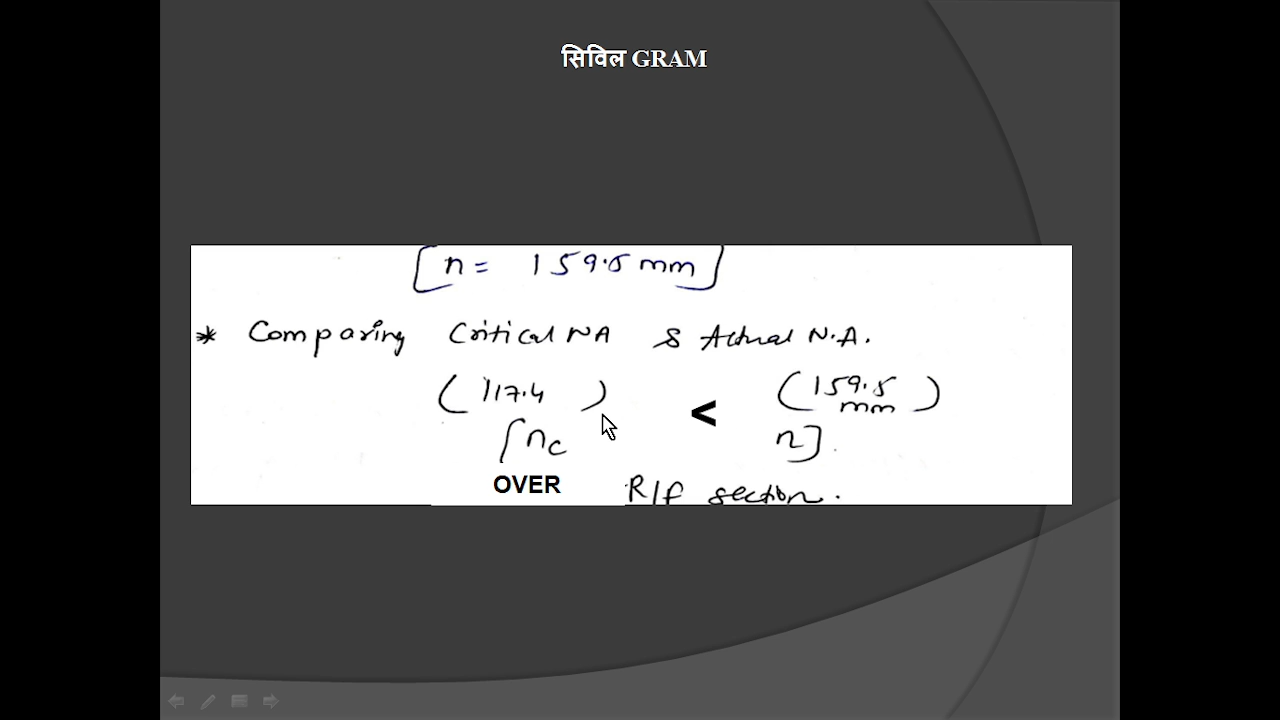 सिविल GRAM
[n = 159.5 mm]
* Comparing Critical NA & Actual N.A.
(117.4) < (159.5 mm)
[nc n].
OVER R/f section.